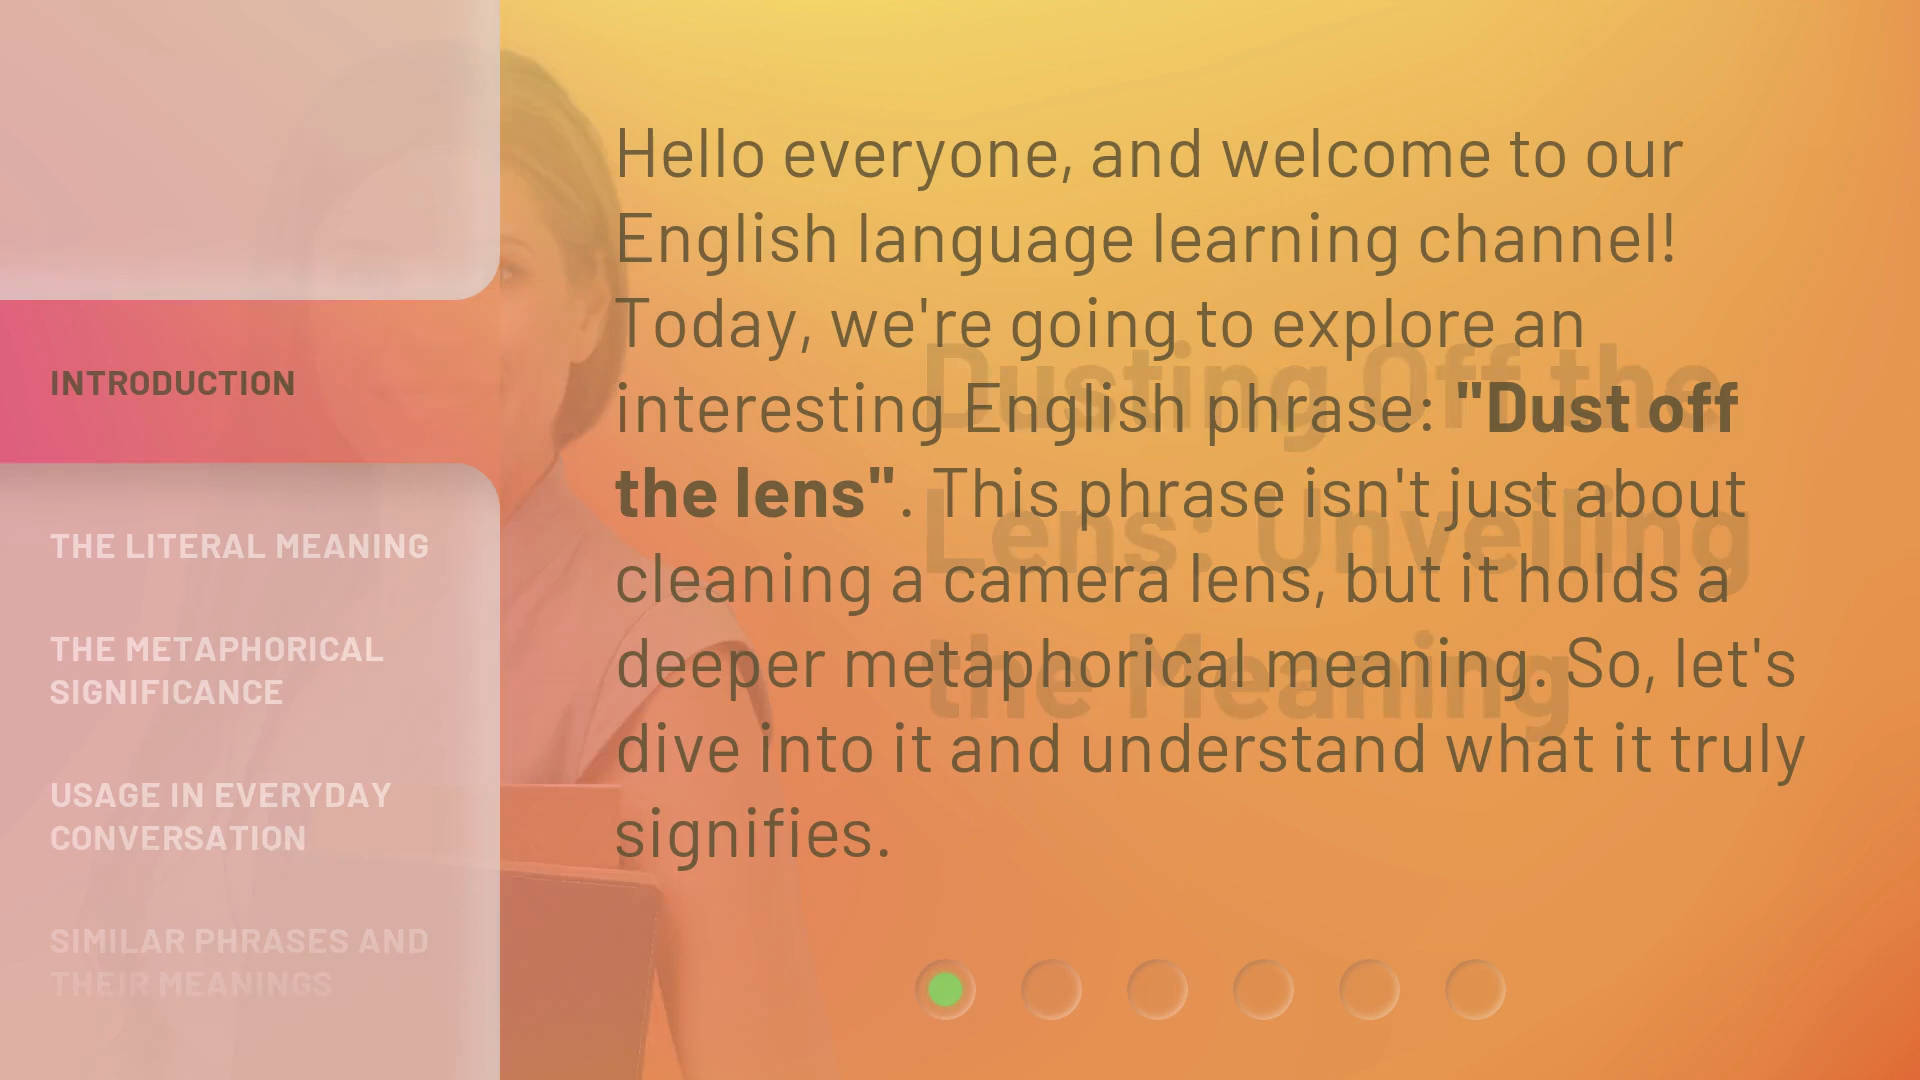 INTRODUCTION
THE LITERAL MEANING
THE METAPHORICAL
SIGNIFICANCE
USAGE IN EVERYDAY
CONVERSATION
SIMILAR PHRASES AND
THEIR MEANINGS
Hello everyone, and welcome to our
English language learning channel!
Today, we're going to explore an
interesting English phrase: "Dust off
the lens". This phrase isn't just about
cleaning a camera lens, but it holds a
deeper metaphorical meaning. So, let's
dive into it and understand what it truly
signifies.
Dusting Off the
Lens: Unveiling
the Meaning